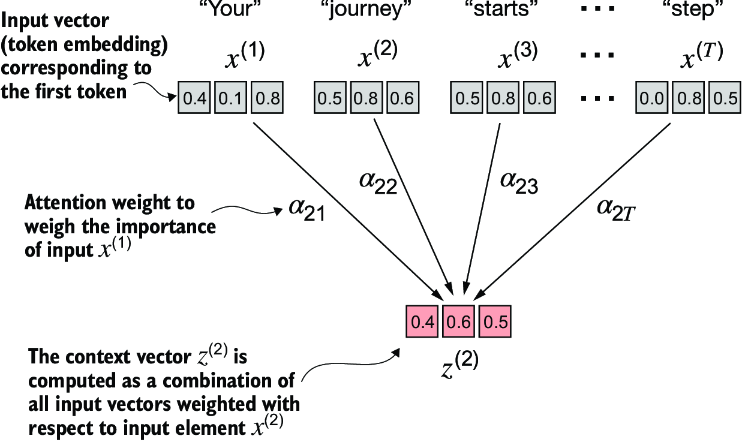 “Your” “journey” “starts” ... “step”
Input vector
(token embedding)
corresponding to
the first token
x(1) x(2) x(3) ... x(T)
0.4 0.1 0.8 0.5 0.8 0.6 0.5 0.8 0.6 ... 0.0 0.8 0.5
Attention weight to
weigh the importance
of input x(1)
α21 α22 α23 α2T
0.4 0.6 0.5
z(2)
The context vector z(2) is
computed as a combination of
all input vectors weighted with
respect to input element x(2)